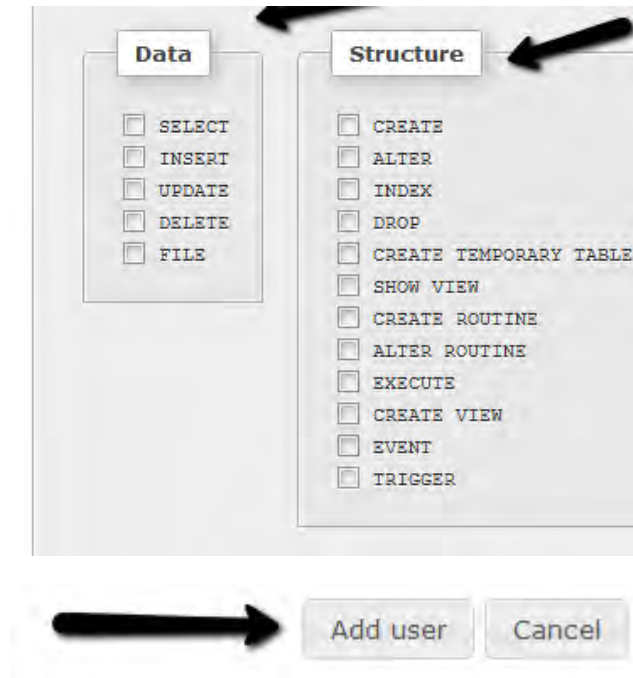 Data
SELECT
INSERT
UPDATE
DELETE
FILE
Structure
CREATE
ALTER
INDEX
DROP
CREATE TEMPORARY TABLE
SHOW VIEW
CREATE ROUTINE
ALTER ROUTINE
EXECUTE
CREATE VIEW
EVENT
TRIGGER
Add user
Cancel